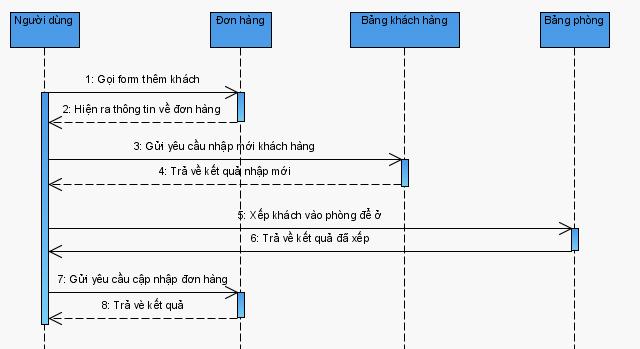 Người dùng
Đơn hàng
Bảng khách hàng
Bảng phòng
1: Gọi form thêm khách
2: Hiện ra thông tin về đơn hàng
3: Gửi yêu cầu nhập mới khách hàng
4: Trả về kết quả nhập mới
5: Xếp khách vào phòng để ở
6: Trả về kết quả đã xếp
7: Gửi yêu cầu cập nhập đơn hàng
8: Trả về kết quả